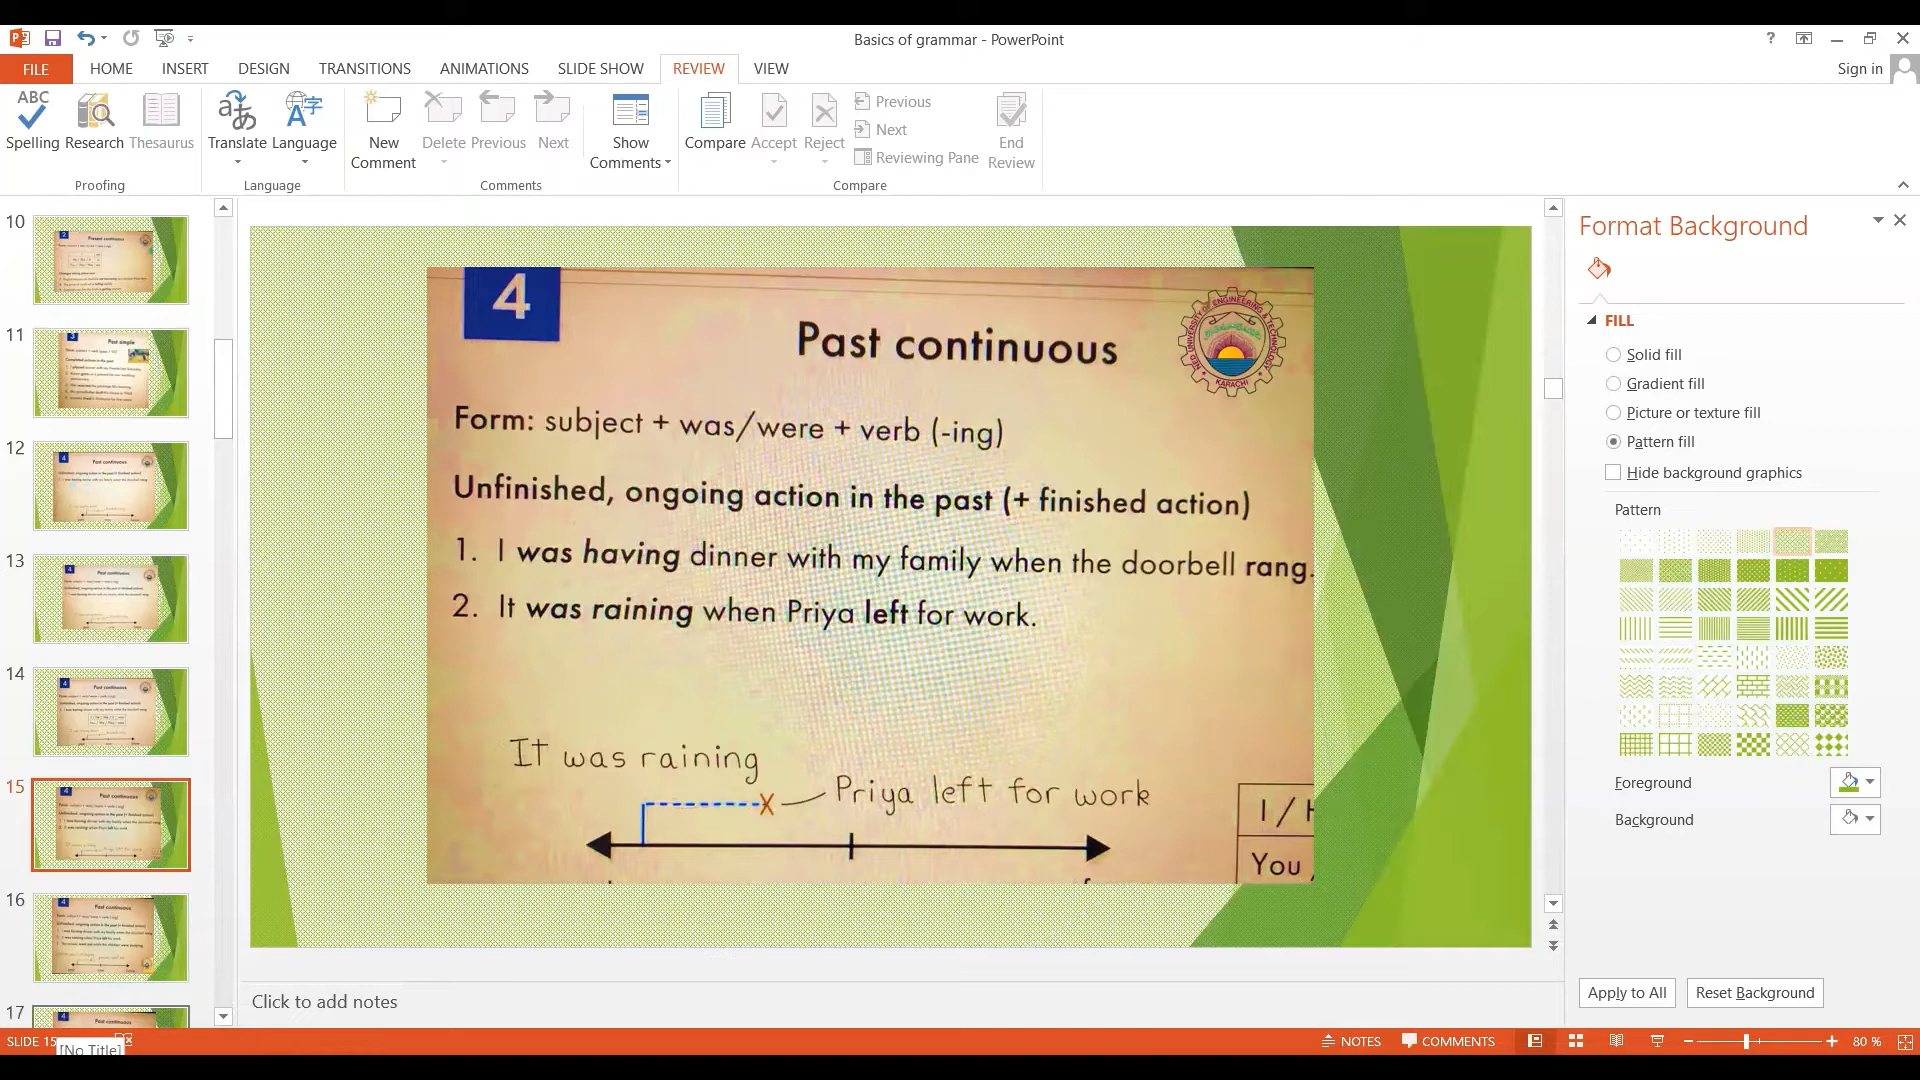 Basics of grammar - PowerPoint
?
FILE HOME INSERT DESIGN TRANSITIONS ANIMATIONS SLIDE SHOW REVIEW VIEW
Sign in
ABC
Spelling Research Thesaurus
Translate Language
New Comment
Delete Previous Next
Show Comments
Compare Accept Reject
Previous
Next
Reviewing Pane
End Review
Proofing Language Comments Compare
10
11
12
13
14
15
16
17
4
Past continuous
NED UNIVERSITY OF ENGINEERING & TECHNOLOGY
KARACHI
Form: subject + was/were + verb (-ing)
Unfinished, ongoing action in the past (+ finished action)
1. I was having dinner with my family when the doorbell rang.
2. It was raining when Priya left for work.
It was raining
Priya left for work
I / H
You /
Click to add notes
Format Background
FILL
Solid fill
Gradient fill
Picture or texture fill
Pattern fill
Hide background graphics
Pattern
Foreground
Background
Apply to All Reset Background
SLIDE 15
[No Title]
NOTES COMMENTS 80 %